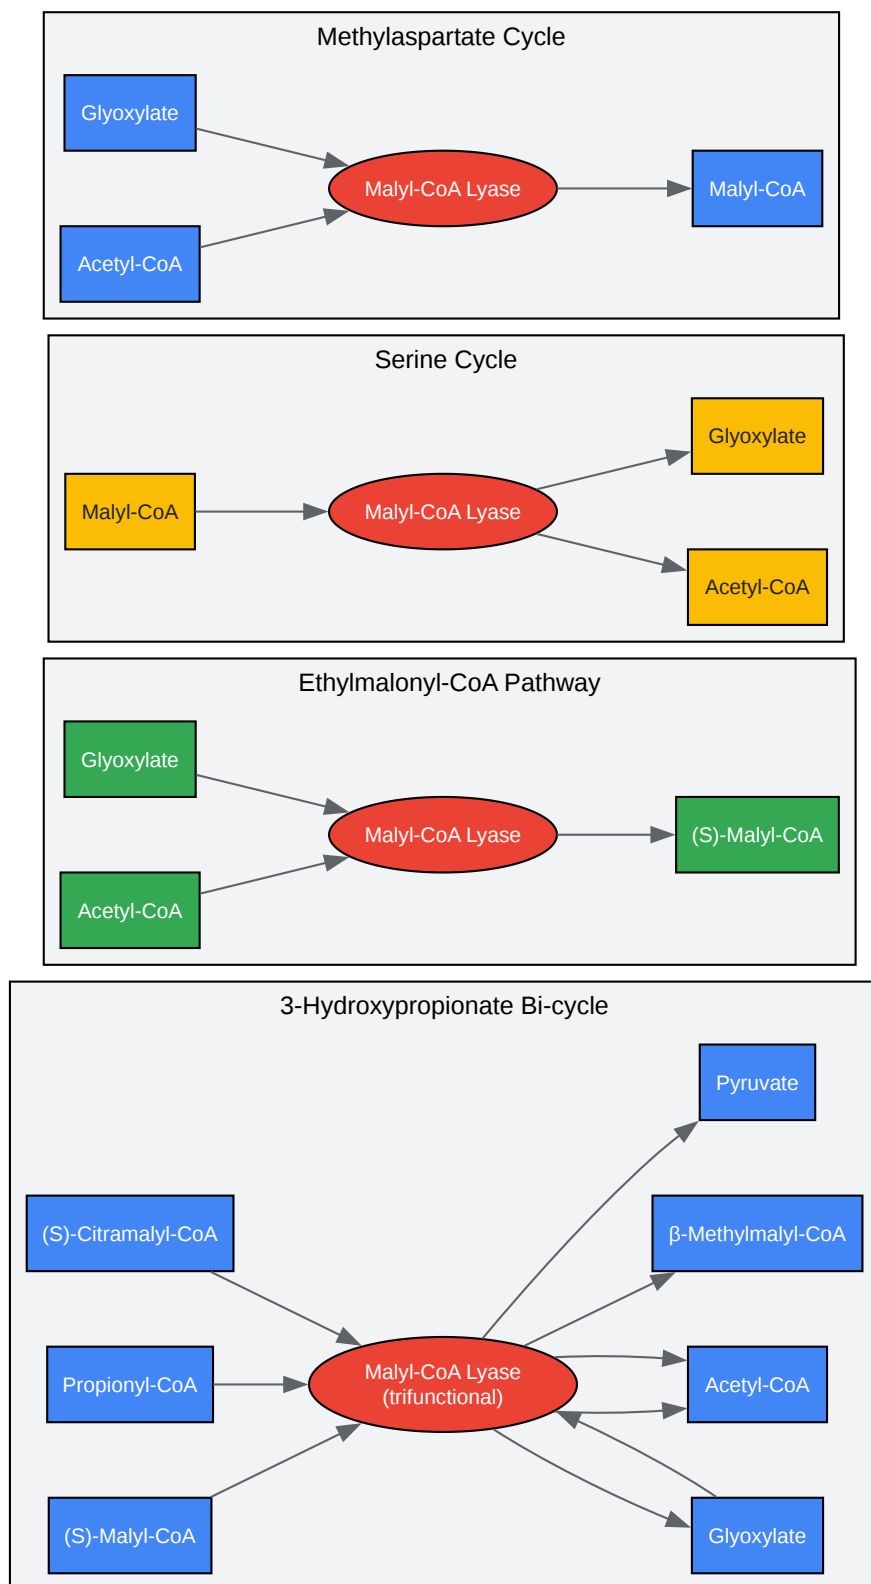 Methylaspartate Cycle
Glyoxylate
Acetyl-CoA
Malyl-CoA Lyase
Malyl-CoA
Serine Cycle
Malyl-CoA
Malyl-CoA Lyase
Glyoxylate
Acetyl-CoA
Ethylmalonyl-CoA Pathway
Glyoxylate
Acetyl-CoA
Malyl-CoA Lyase
(S)-Malyl-CoA
3-Hydroxypropionate Bi-cycle
(S)-Citramalyl-CoA
Propionyl-CoA
(S)-Malyl-CoA
Malyl-CoA Lyase
(trifunctional)
Pyruvate
β-Methylmalyl-CoA
Acetyl-CoA
Glyoxylate